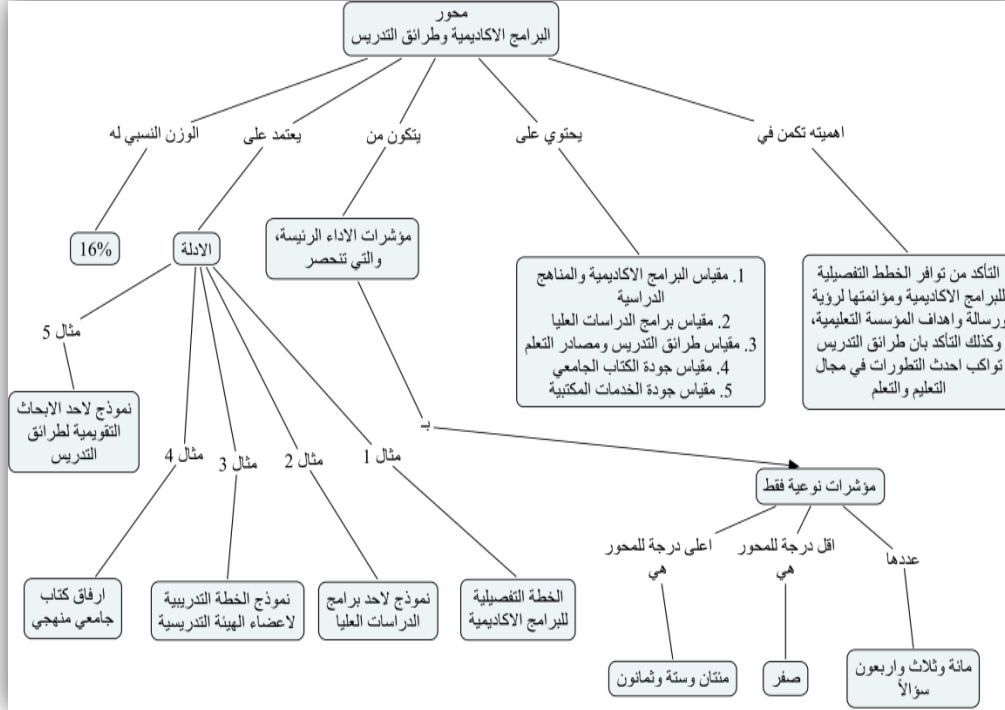 محور
البرامج الاكاديمية وطرائق التدريس
اهميته تكمن في
يحتوي على
يتكون من
يعتمد على
الوزن النسبي له
التأكد من توافر الخطط التفصيلية
للبرامج الاكاديمية ومؤائمتها لرؤية
ورسالة واهداف المؤسسة التعليمية،
وكذلك التأكد بان طرائق التدريس
تواكب احدث التطورات في مجال
التعليم والتعلم
1. مقياس البرامج الاكاديمية والمناهج
الدراسية
2. مقياس برامج الدراسات العليا
3. مقياس طرائق التدريس ومصادر التعلم
4. مقياس جودة الكتاب الجامعي
5. مقياس جودة الخدمات المكتبية
مؤشرات الاداء الرئيسة،
والتي تنحصر
الادلة
16%
بـ
مؤشرات نوعية فقط
عددها
اقل درجة للمحور
هي
اعلى درجة للمحور
هي
مائة وثلاث واربعون
سؤالاً
صفر
مئتان وستة وثمانون
مثال 1
مثال 2
مثال 3
مثال 4
مثال 5
الخطة التفصيلية
للبرامج الاكاديمية
نموذج لاحد برامج
الدراسات العليا
نموذج الخطة التدريبية
لاعضاء الهيئة التدريسية
ارفاق كتاب
جامعي منهجي
نموذج لاحد الابحاث
التقويمية لطرائق
التدريس